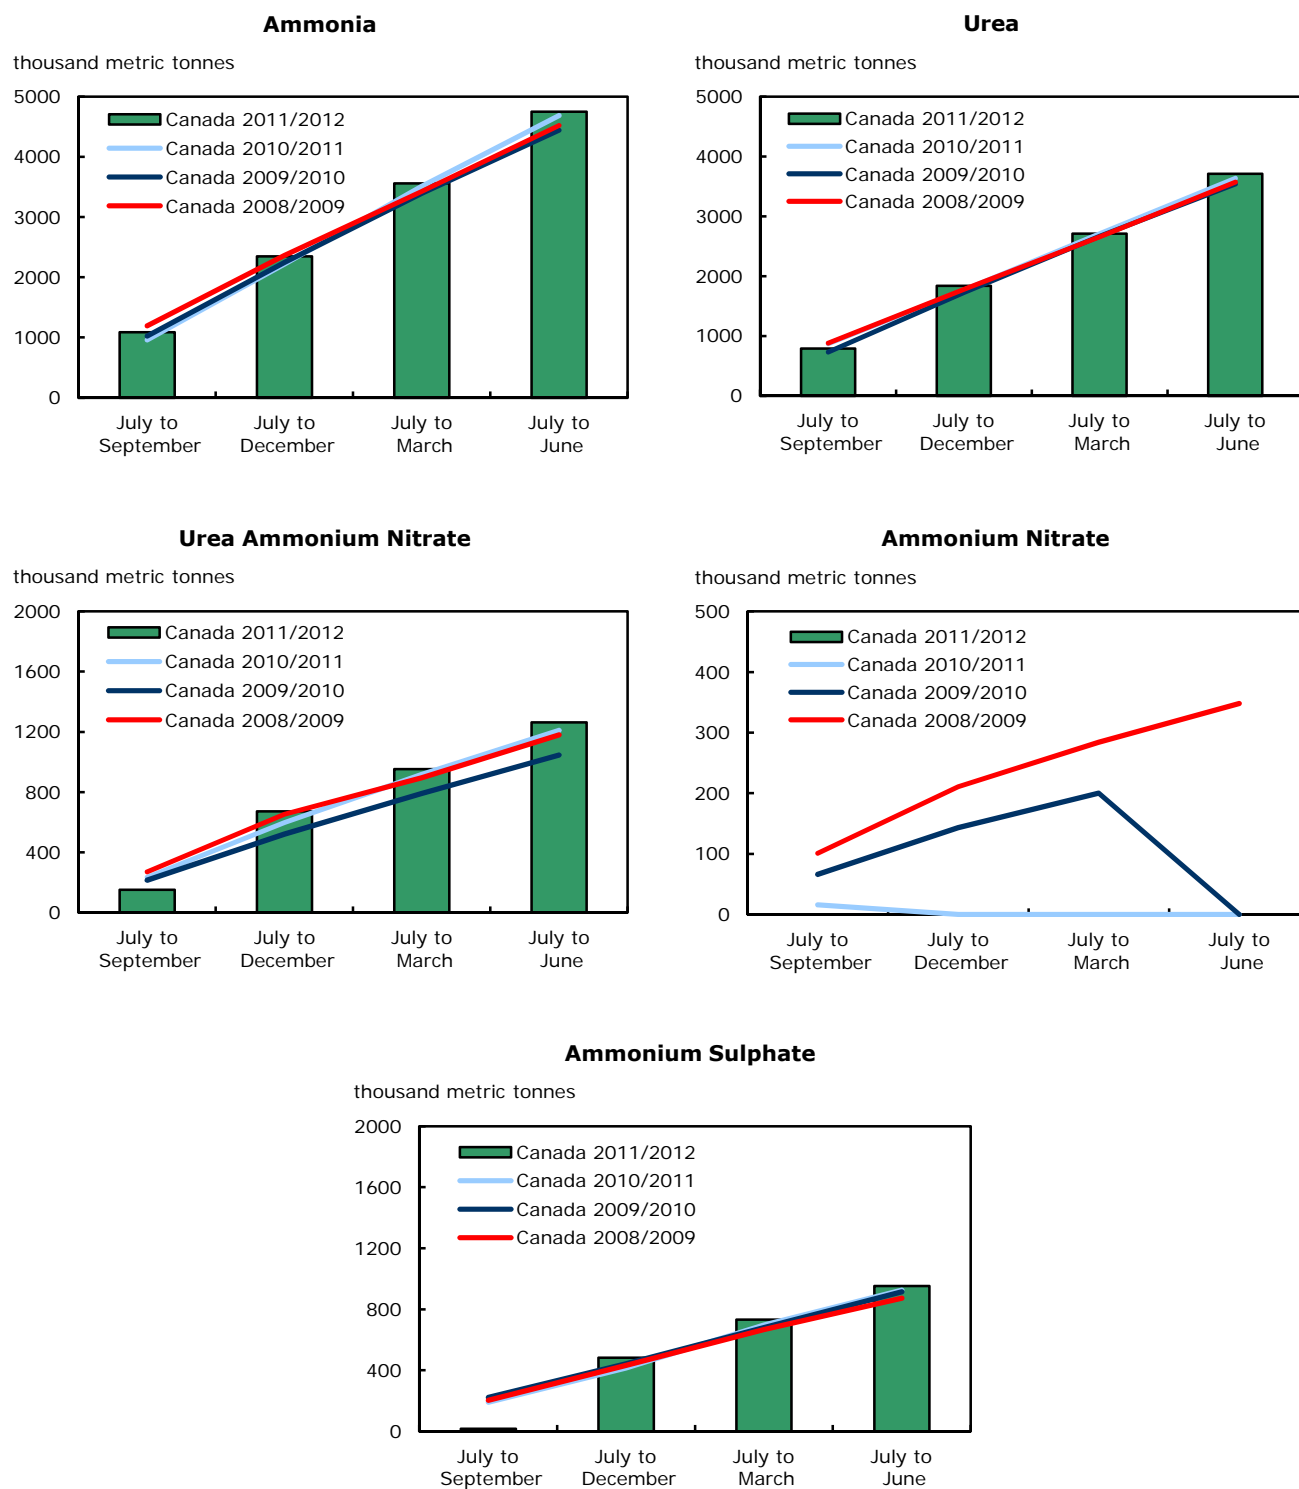 Ammonia
thousand metric tonnes
5000
4000
3000
2000
1000
0
Canada 2011/2012
Canada 2010/2011
Canada 2009/2010
Canada 2008/2009
July to September
July to December
July to March
July to June
Urea
thousand metric tonnes
5000
4000
3000
2000
1000
0
Canada 2011/2012
Canada 2010/2011
Canada 2009/2010
Canada 2008/2009
July to September
July to December
July to March
July to June
Urea Ammonium Nitrate
thousand metric tonnes
2000
1600
1200
800
400
0
Canada 2011/2012
Canada 2010/2011
Canada 2009/2010
Canada 2008/2009
July to September
July to December
July to March
July to June
Ammonium Nitrate
thousand metric tonnes
500
400
300
200
100
0
Canada 2011/2012
Canada 2010/2011
Canada 2009/2010
Canada 2008/2009
July to September
July to December
July to March
July to June
Ammonium Sulphate
thousand metric tonnes
2000
1600
1200
800
400
0
Canada 2011/2012
Canada 2010/2011
Canada 2009/2010
Canada 2008/2009
July to September
July to December
July to March
July to June